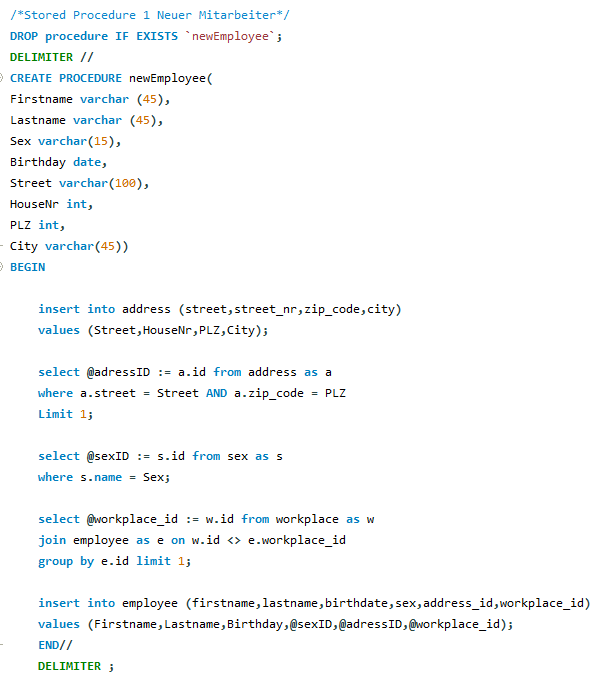 /*Stored Procedure 1 Neuer Mitarbeiter*/
DROP procedure IF EXISTS `newEmployee`;
DELIMITER //
CREATE PROCEDURE newEmployee(
Firstname varchar (45),
Lastname varchar (45),
Sex varchar(15),
Birthday date,
Street varchar(100),
HouseNr int,
PLZ int,
City varchar(45))
BEGIN
insert into address (street,street_nr,zip_code,city)
values (Street,HouseNr,PLZ,City);
select @adressID := a.id from address as a
where a.street = Street AND a.zip_code = PLZ
Limit 1;
select @sexID := s.id from sex as s
where s.name = Sex;
select @workplace_id := w.id from workplace as w
join employee as e on w.id <> e.workplace_id
group by e.id limit 1;
insert into employee (firstname,lastname,birthdate,sex,address_id,workplace_id)
values (Firstname,Lastname,Birthday,@sexID,@adressID,@workplace_id);
END//
DELIMITER ;